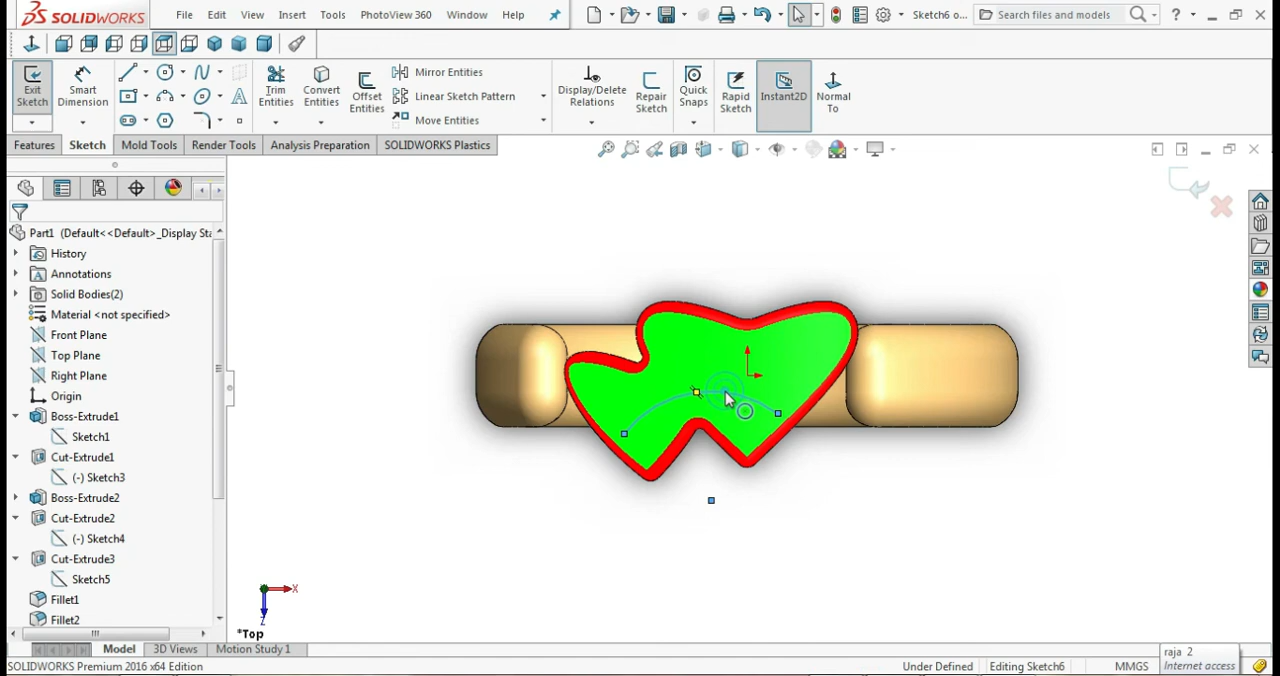 SOLIDWORKS File Edit View Insert Tools PhotoView 360 Window Help Sketch6 o... Search files and models ?
Exit Sketch
Smart Dimension
Trim Entities
Convert Entities
Offset Entities
Mirror Entities
Linear Sketch Pattern
Move Entities
Display/Delete Relations
Repair Sketch
Quick Snaps
Rapid Sketch
Instant2D
Normal To
Features Sketch Mold Tools Render Tools Analysis Preparation SOLIDWORKS Plastics
Part1 (Default<<Default>_Display Sta
History
Annotations
Solid Bodies(2)
Material <not specified>
Front Plane
Top Plane
Right Plane
Origin
Boss-Extrude1
Sketch1
Cut-Extrude1
(-) Sketch3
Boss-Extrude2
Cut-Extrude2
(-) Sketch4
Cut-Extrude3
Sketch5
Fillet1
Fillet2
X
Z
*Top
Model 3D Views Motion Study 1
raja 2
Internet access
SOLIDWORKS Premium 2016 x64 Edition Under Defined Editing Sketch6 MMGS